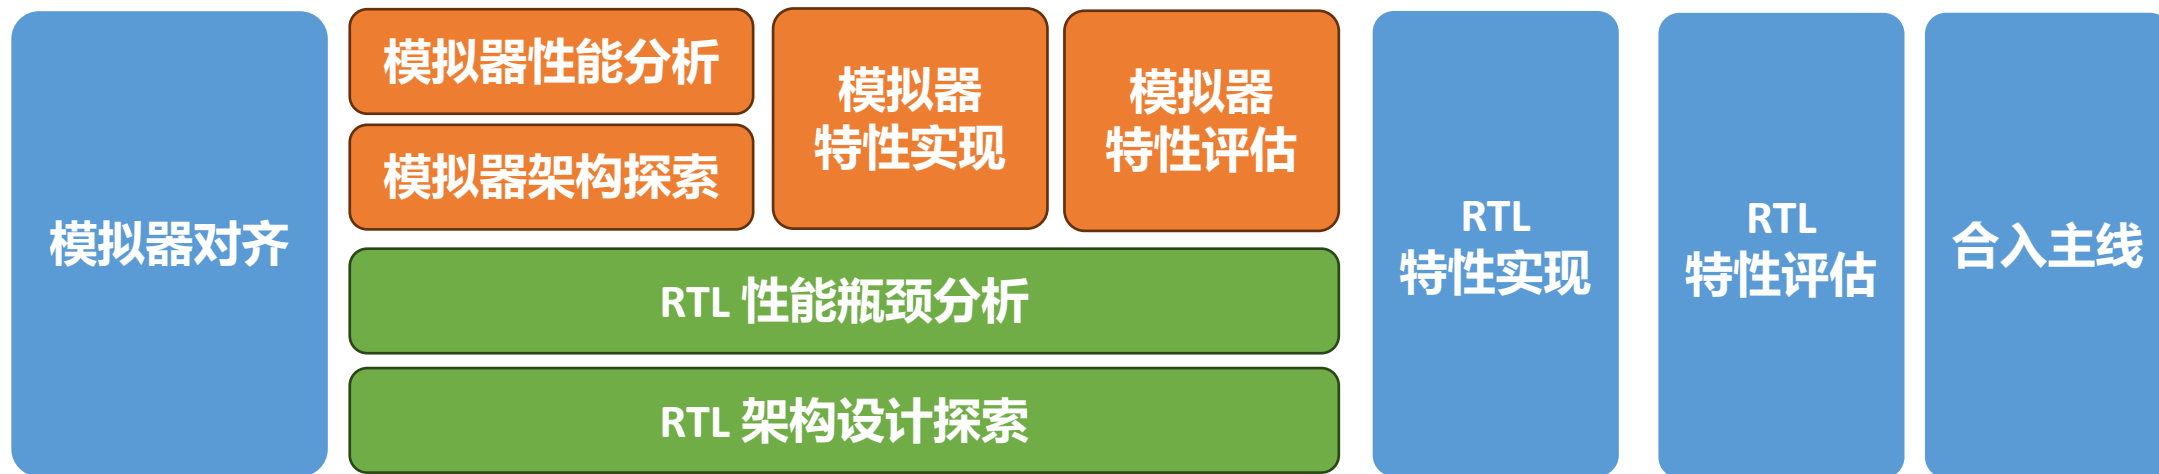 模拟器对齐
模拟器性能分析
模拟器架构探索
模拟器
特性实现
模拟器
特性评估
RTL 性能瓶颈分析
RTL 架构设计探索
RTL
特性实现
RTL
特性评估
合入主线